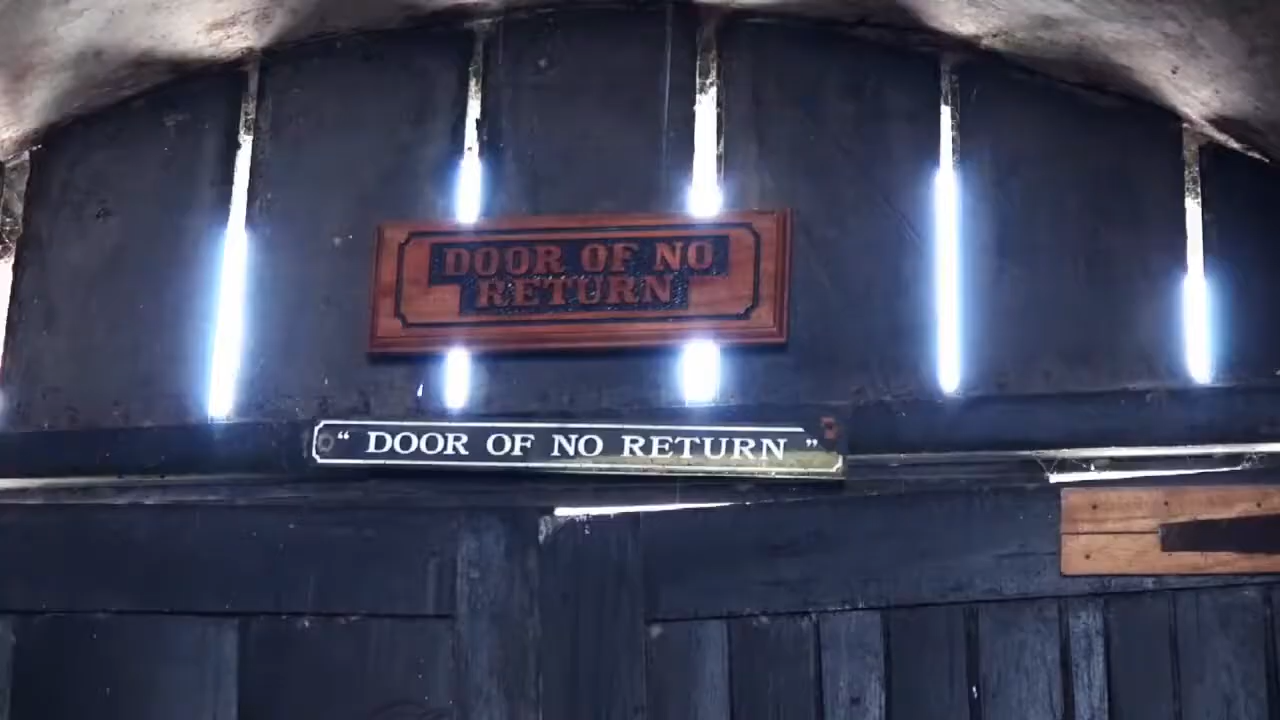 DOOR OF NO
RETURN
“ DOOR OF NO RETURN ”